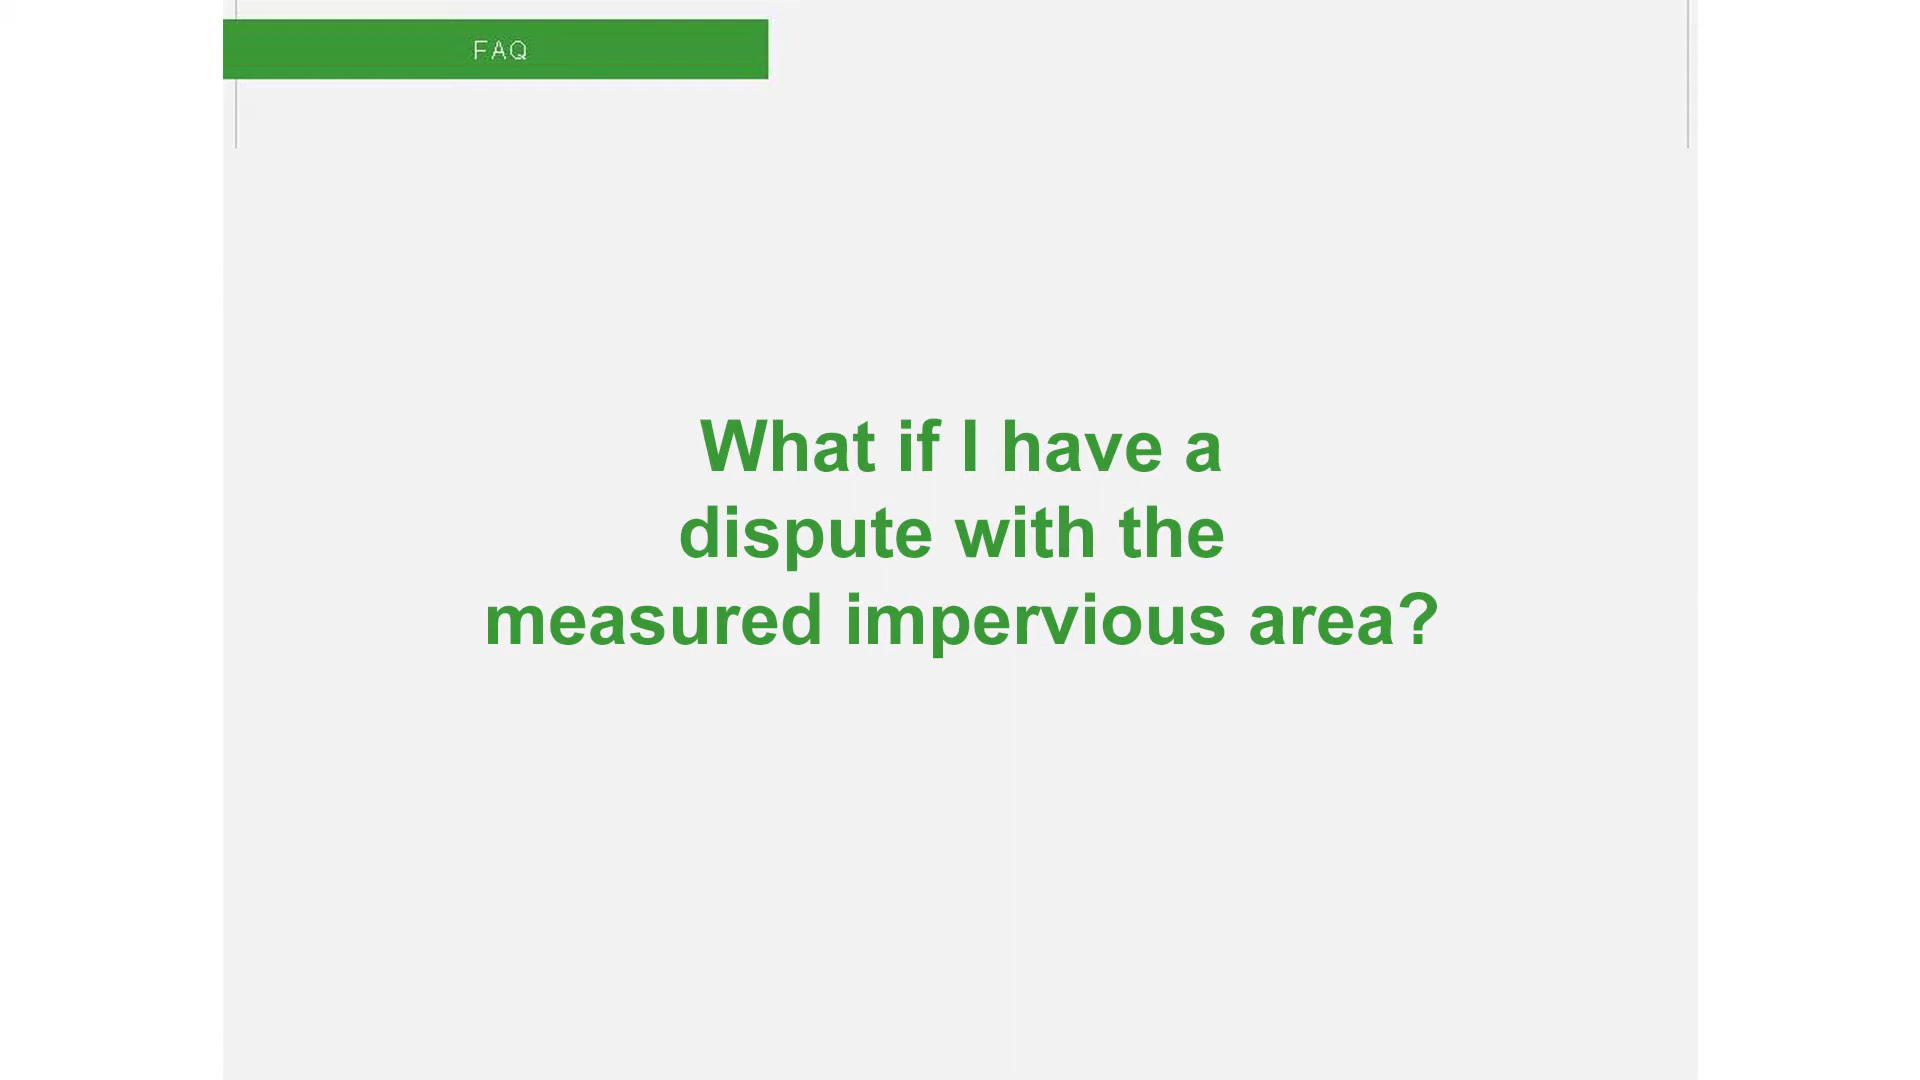 FAQ
What if I have a
dispute with the
measured impervious area?